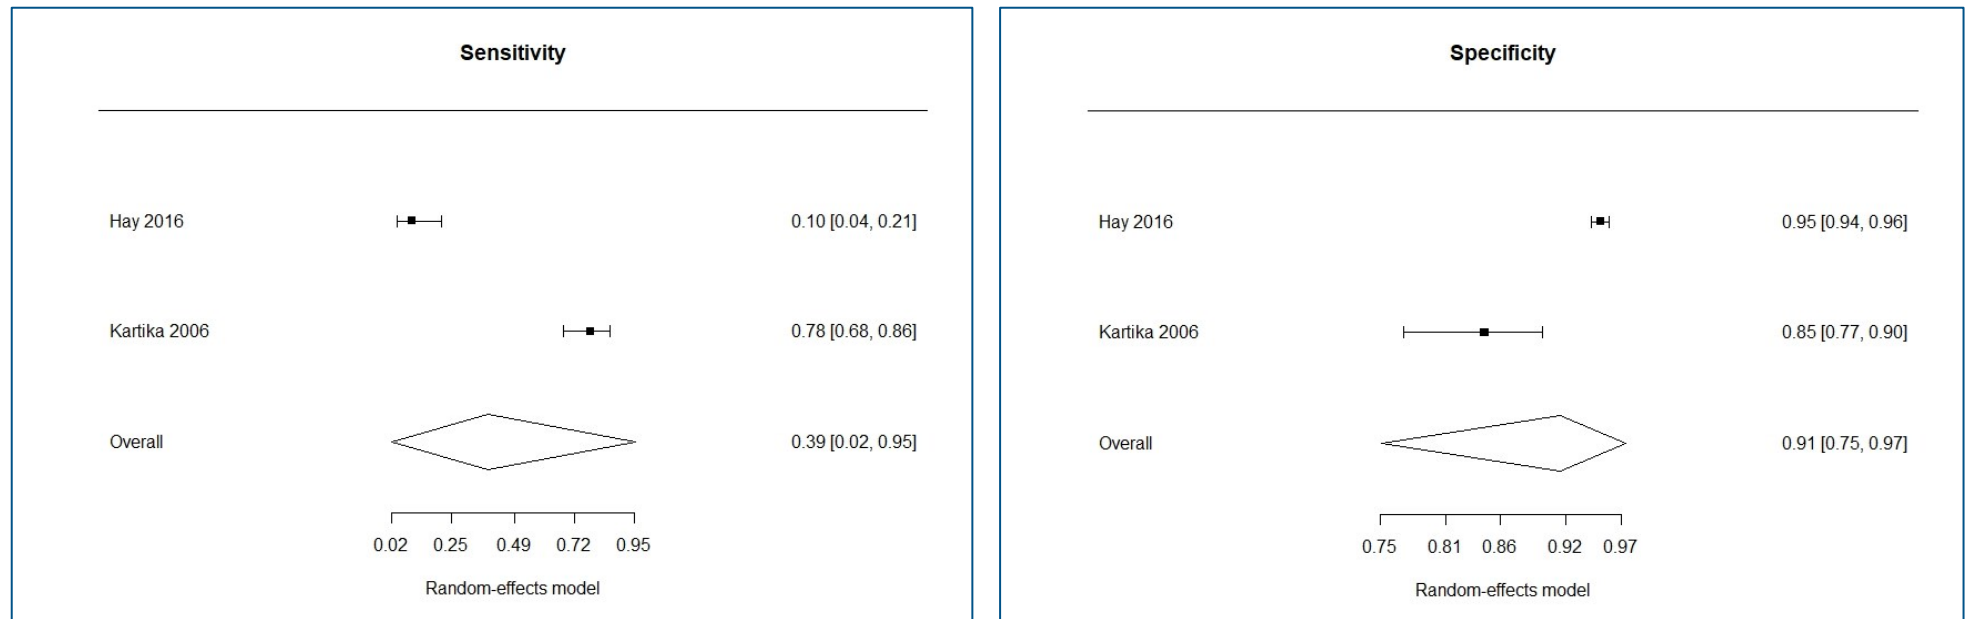 Sensitivity
Hay 2016 0.10 [0.04, 0.21]
Kartika 2006 0.78 [0.68, 0.86]
Overall 0.39 [0.02, 0.95]
0.02 0.25 0.49 0.72 0.95
Random-effects model
Specificity
Hay 2016 0.95 [0.94, 0.96]
Kartika 2006 0.85 [0.77, 0.90]
Overall 0.91 [0.75, 0.97]
0.75 0.81 0.86 0.92 0.97
Random-effects model